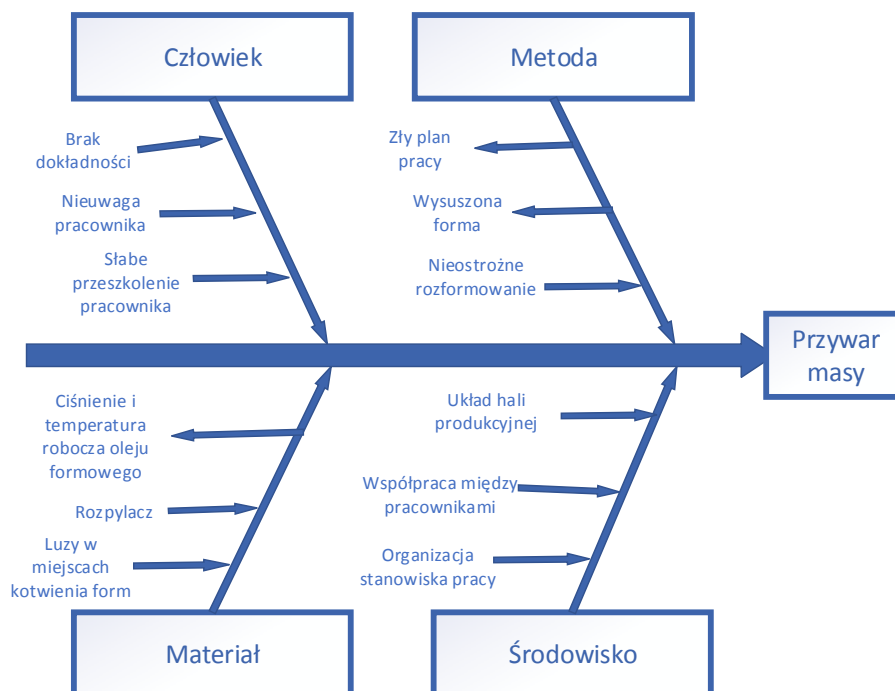 Człowiek
Metoda
Brak
dokładności
Nieuwaga
pracownika
Słabe
przeszkolenie
pracownika
Zły plan
pracy
Wysuszona
forma
Nieostrożne
rozformowanie
Przywar
masy
Ciśnienie i
temperatura
robocza oleju
formowego
Rozpylacz
Luzy w
miejscach
kotwienia form
Układ hali
produkcyjnej
Współpraca między
pracownikami
Organizacja
stanowiska pracy
Materiał
Środowisko